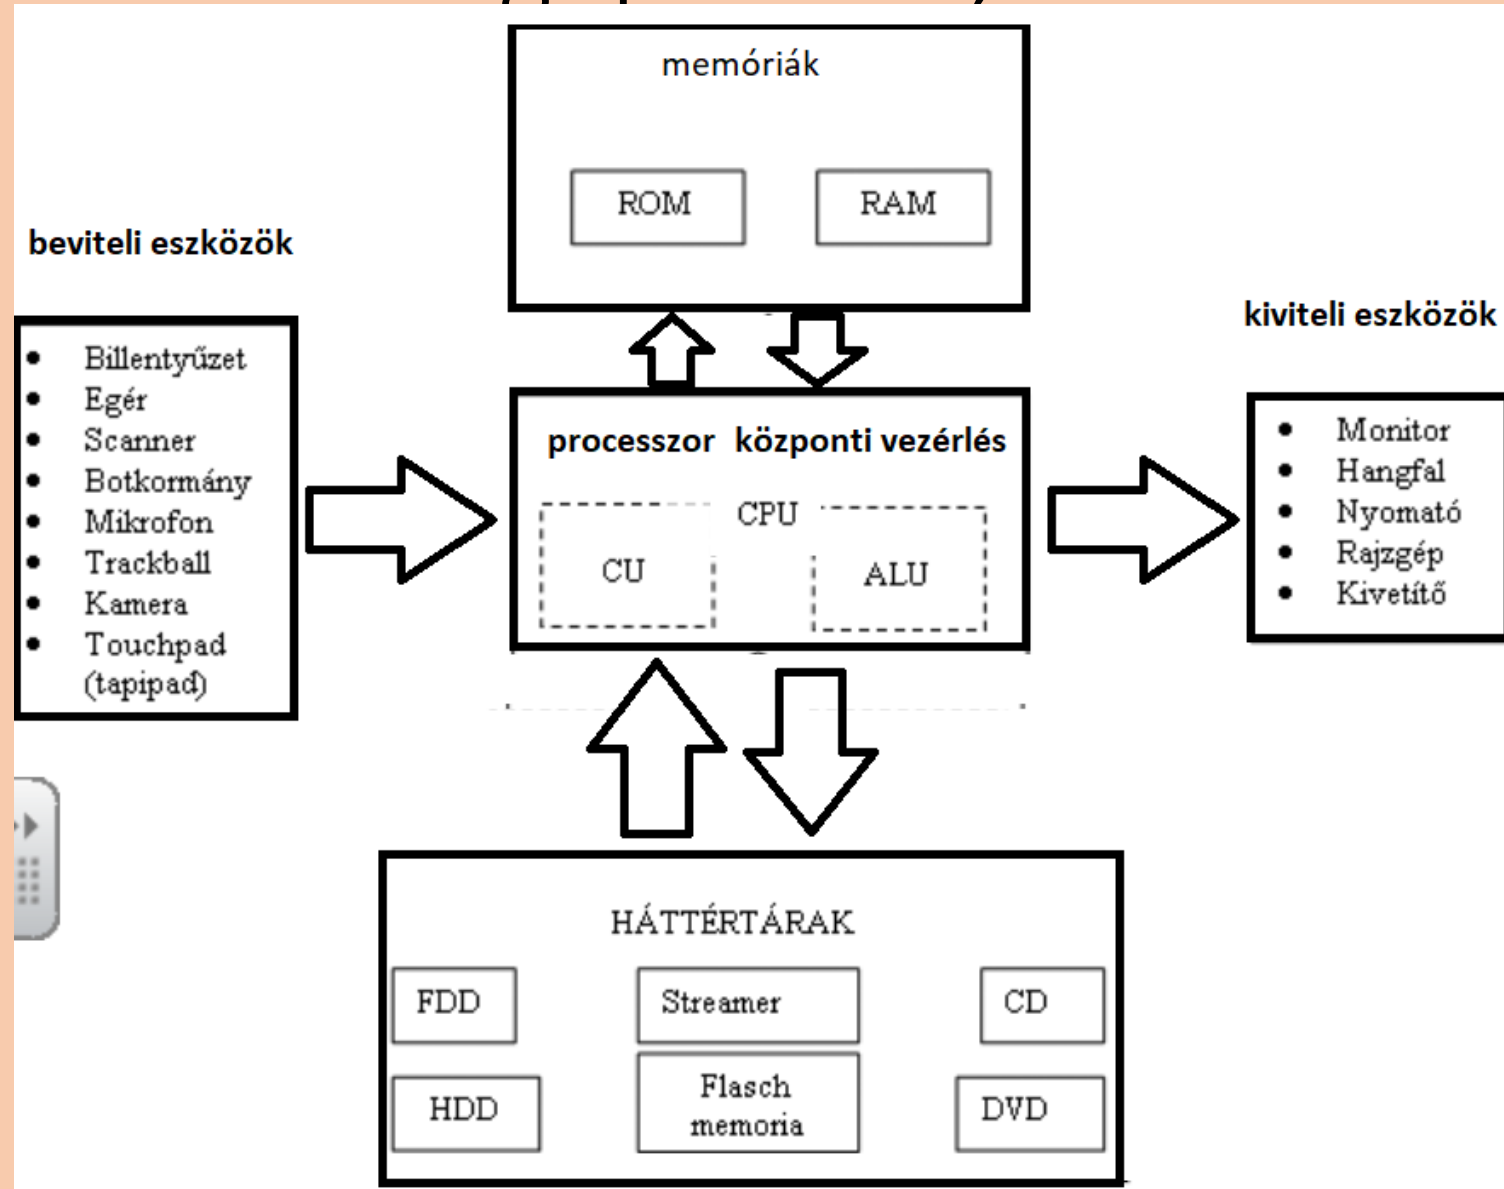 memóriák
ROM
RAM
beviteli eszközök
Billentyűzet
Egér
Scanner
Botkormány
Mikrofon
Trackball
Kamera
Touchpad
(tapipad)
processzor központi vezérlés
CPU
CU
ALU
kiviteli eszközök
Monitor
Hangfal
Nyomató
Rajzgép
Kivetítő
HÁTTÉRTÁRAK
FDD
Streamer
CD
HDD
Flasch
memoria
DVD